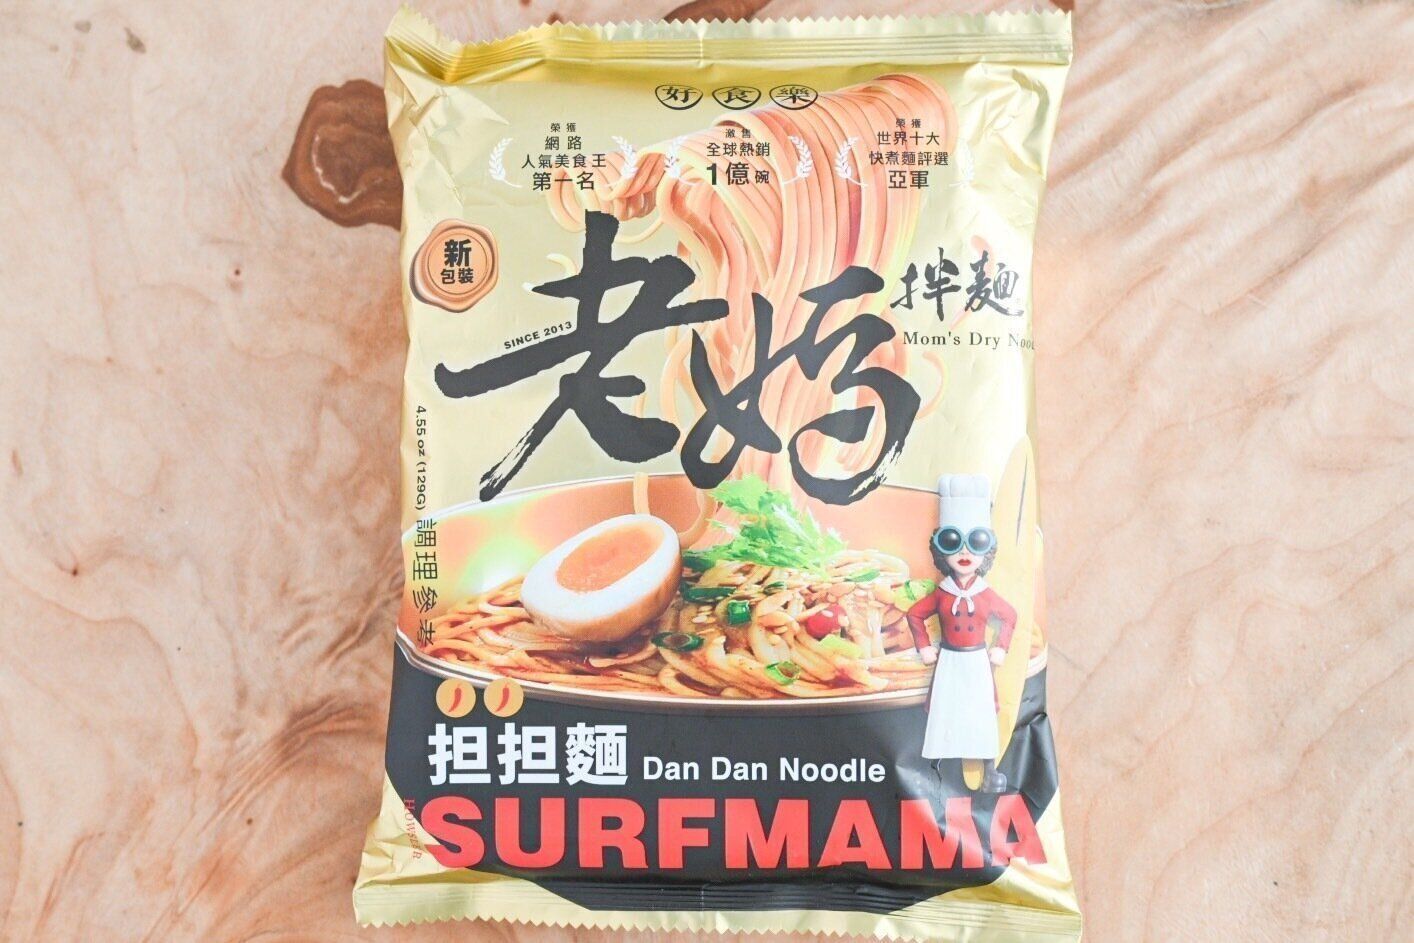 好食樂
榮獲
網路
人氣美食王
第一名
激售
全球熱銷
1億碗
榮獲
世界十大
快煮麵評選
亞軍
新
包裝
SINCE 2013
老媽
拌麵
Mom's Dry
4.55 oz (129G) 調理參考
担担麵 Dan Dan Noodle
SURFMAMA